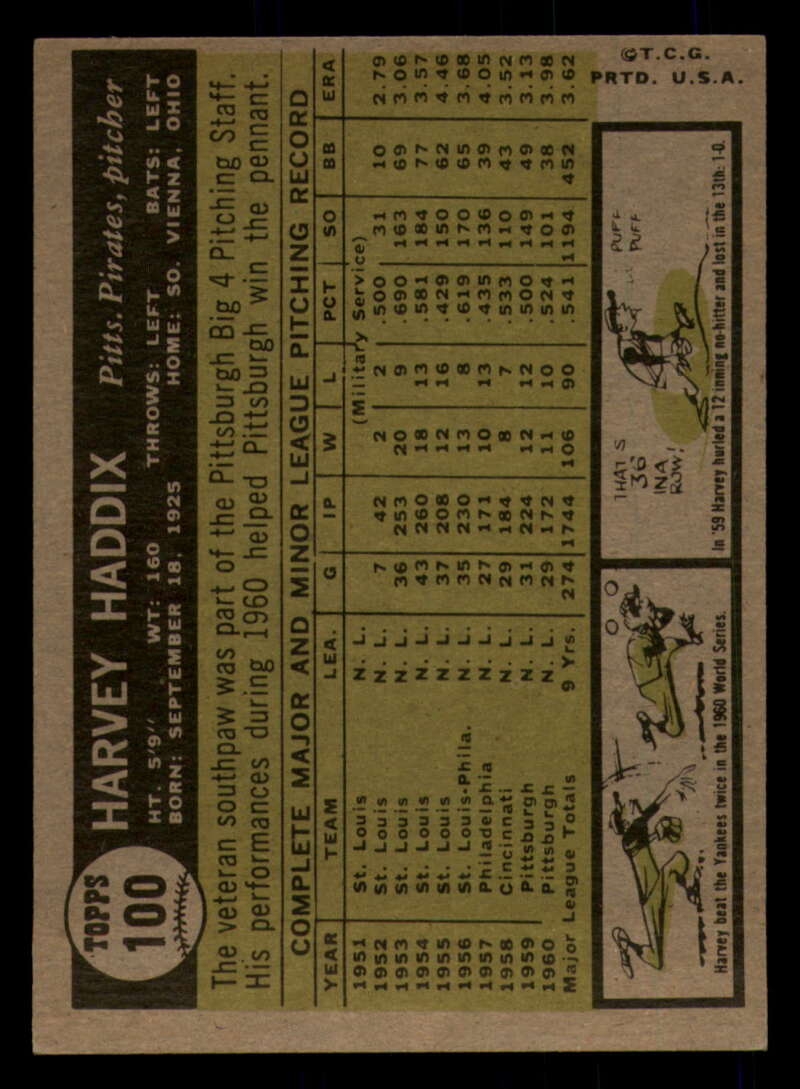 TOPPS
100
HARVEY HADDIX Pitts. Pirates, pitcher
HT. 5'9" WT: 160 THROWS: LEFT BATS: LEFT
BORN: SEPTEMBER 18, 1925 HOME: SO. VIENNA, OHIO
The veteran southpaw was part of the Pittsburgh Big 4 Pitching Staff.
His performances during 1960 helped Pittsburgh win the pennant.
COMPLETE MAJOR AND MINOR LEAGUE PITCHING RECORD
YEAR TEAM LEA. G IP W L PCT SO BB ERA
1951 St. Louis N. L. (Military Service)
1952 St. Louis N. L. 7 42 2 2 .500 31 10 2.79
1953 St. Louis N. L. 36 253 20 9 .690 163 69 3.06
1954 St. Louis N. L. 43 260 18 13 .581 184 77 3.57
1955 St. Louis N. L. 37 208 12 16 .429 150 62 4.46
1956 St. Louis-Phila. N. L. 35 230 13 8 .619 170 65 3.68
1957 Philadelphia N. L. 27 171 10 13 .435 136 39 4.05
1958 Cincinnati N. L. 29 184 8 7 .533 110 43 3.52
1959 Pittsburgh N. L. 31 224 12 12 .500 149 49 3.13
1960 Pittsburgh N. L. 29 172 11 10 .524 101 38 3.98
Major League Totals 9 Yrs. 274 1744 106 90 .541 1194 452 3.62
Harvey beat the Yankees twice in the 1960 World Series.
THAT'S
36
INA
ROW!
PUFF
PUFF
In '59 Harvey hurled a 12 inning no-hitter and lost in the 13th: 1-0.
©T.C.G.
PRTD. U.S.A.